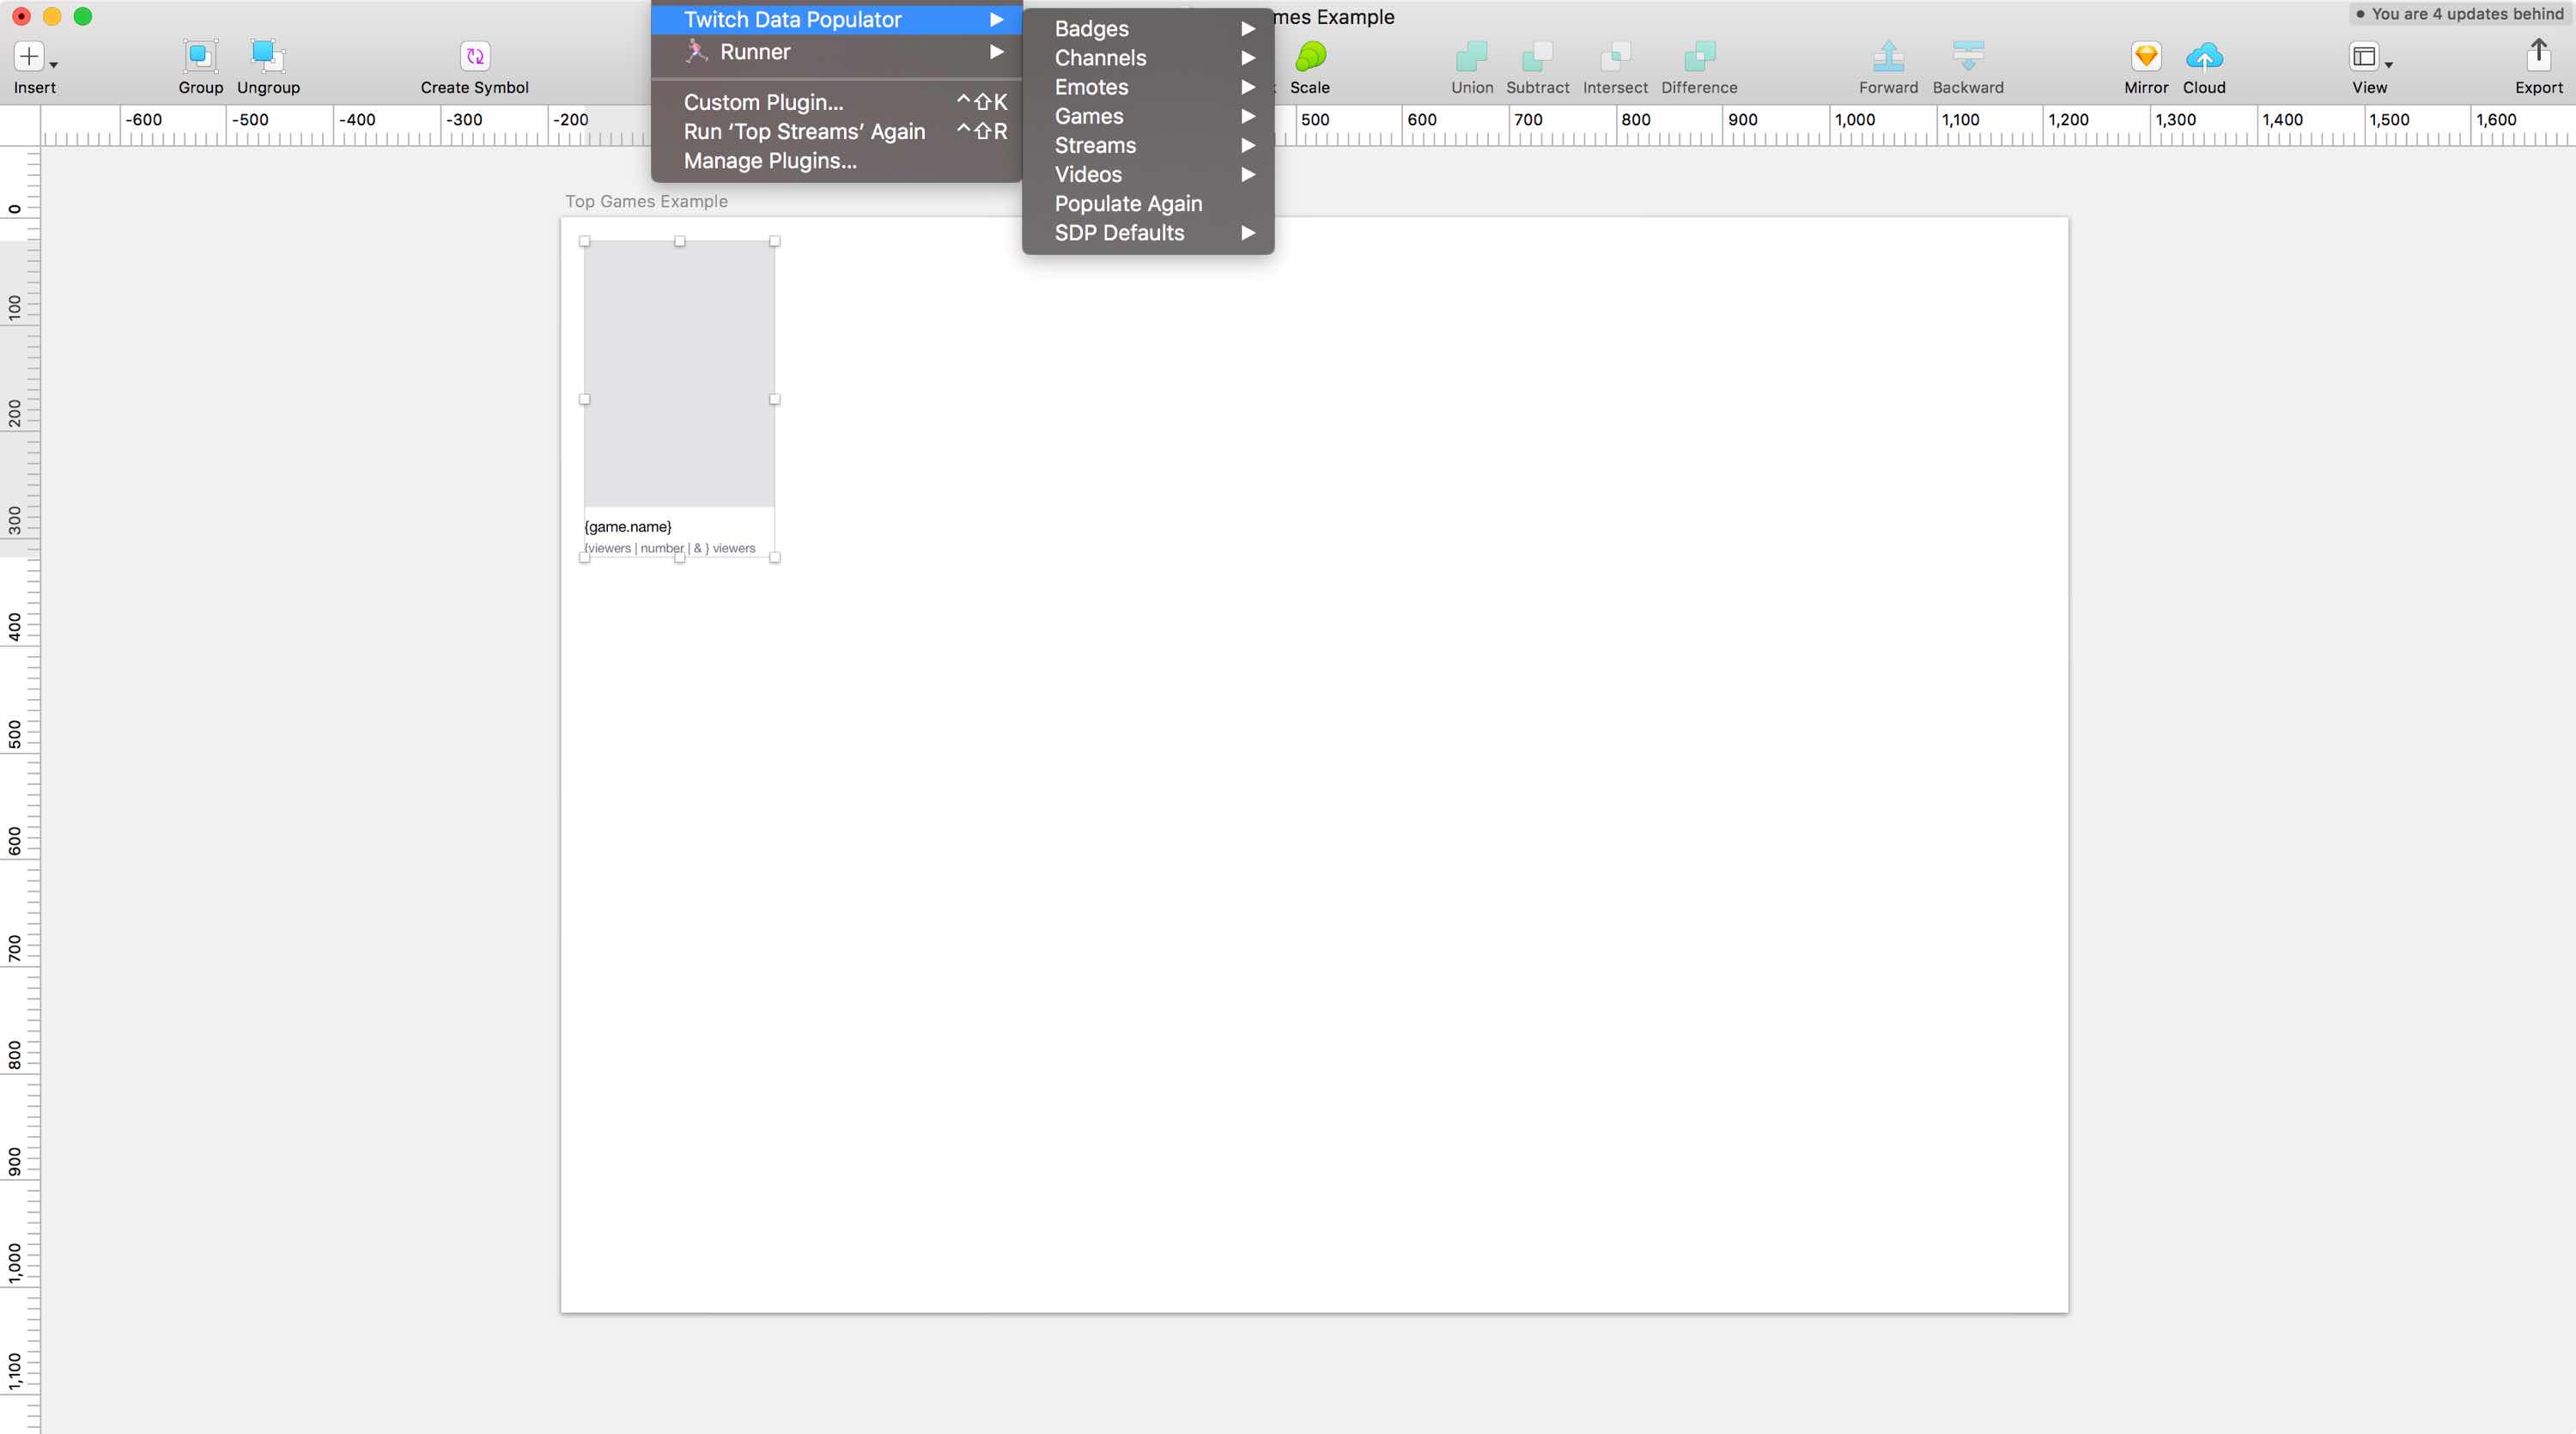 mes Example
• You are 4 updates behind
Twitch Data Populator
Runner
Custom Plugin... ^⇧K
Run ‘Top Streams’ Again ^⇧R
Manage Plugins...
Badges
Channels
Emotes
Games
Streams
Videos
Populate Again
SDP Defaults
Insert
Group
Ungroup
Create Symbol
Scale
Union
Subtract
Intersect
Difference
Forward
Backward
Mirror
Cloud
View
Export
-600 -500 -400 -300 -200 500 600 700 800 900 1,000 1,100 1,200 1,300 1,400 1,500 1,600
0
100
200
300
400
500
600
700
800
900
1,000
1,100
Top Games Example
{game.name}
{viewers | number | & } viewers